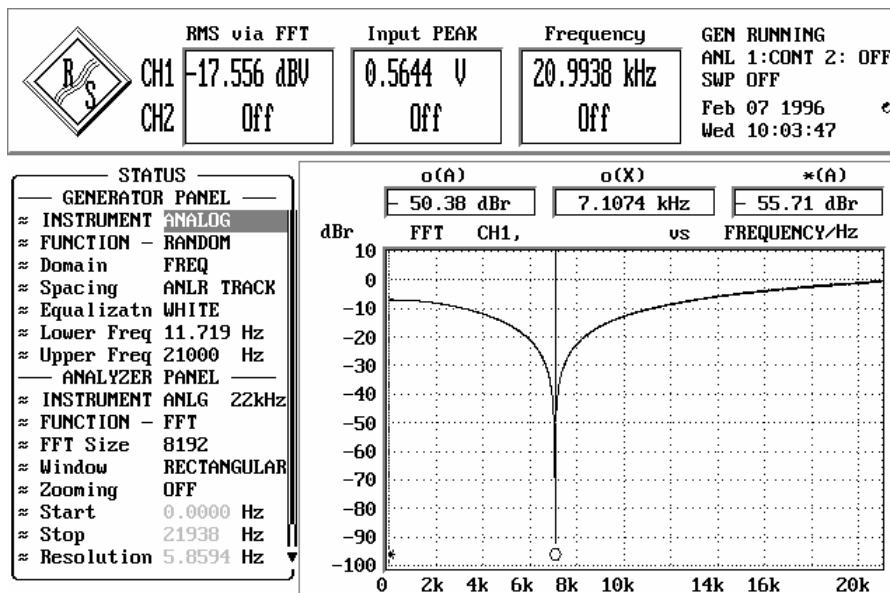 RMS via FFT Input PEAK Frequency
R S
CH1 -17.556 dBV 0.5644 V 20.9938 kHz
CH2 Off Off Off
GEN RUNNING
ANL 1:CONT 2: OFF
SWP OFF
Feb 07 1996
Wed 10:03:47
STATUS
GENERATOR PANEL
≈ INSTRUMENT ANALOG
≈ FUNCTION - RANDOM
≈ Domain FREQ
≈ Spacing ANLR TRACK
≈ Equalizatn WHITE
≈ Lower Freq 11.719 Hz
≈ Upper Freq 21000 Hz
ANALYZER PANEL
≈ INSTRUMENT ANLG 22kHz
≈ FUNCTION - FFT
≈ FFT Size 8192
≈ Window RECTANGULAR
≈ Zooming OFF
≈ Start 0.0000 Hz
≈ Stop 21938 Hz
≈ Resolution 5.8594 Hz
o(A) o(X) *(A)
- 50.38 dBr 7.1074 kHz - 55.71 dBr
dBr FFT CH1, vs FREQUENCY/Hz
10
0
-10
-20
-30
-40
-50
-60
-70
-80
-90
-100
0 2k 4k 6k 8k 10k 14k 16k 20k